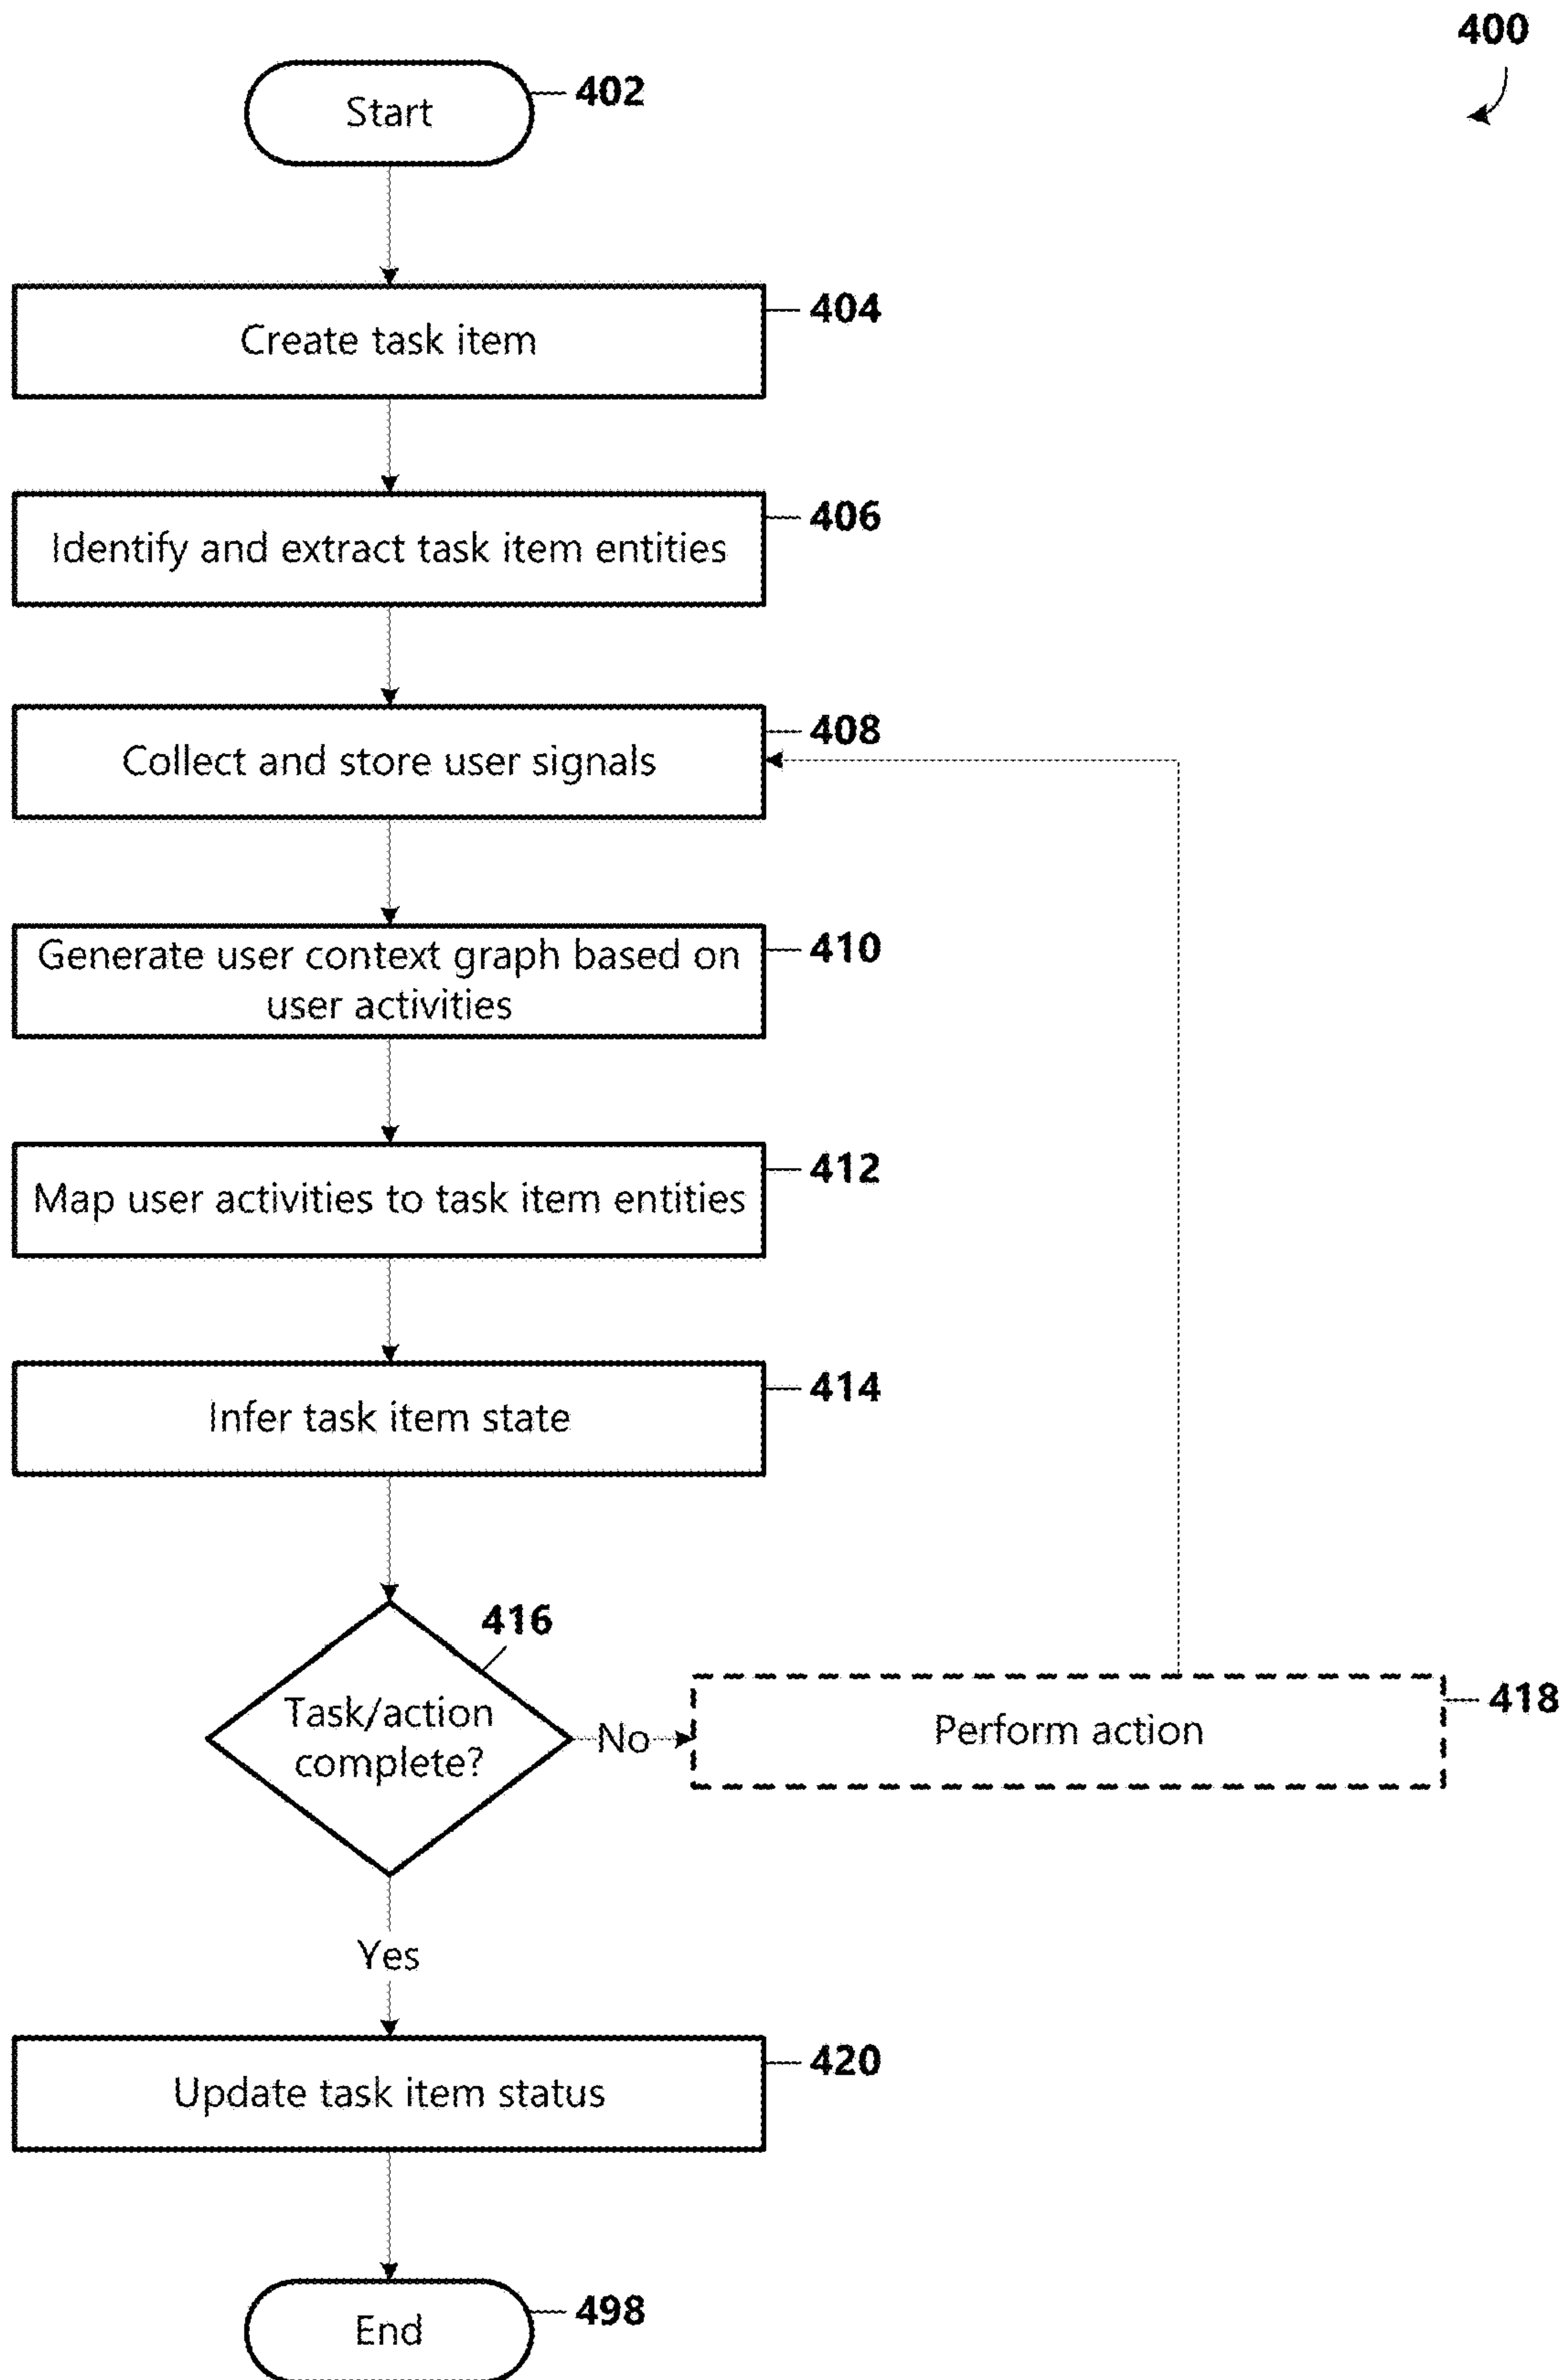 400
Start
402
Create task item
404
Identify and extract task item entities
406
Collect and store user signals
408
Generate user context graph based on
user activities
410
Map user activities to task item entities
412
Infer task item state
414
416
Task/action
complete?
No
Perform action
418
Yes
Update task item status
420
End
498